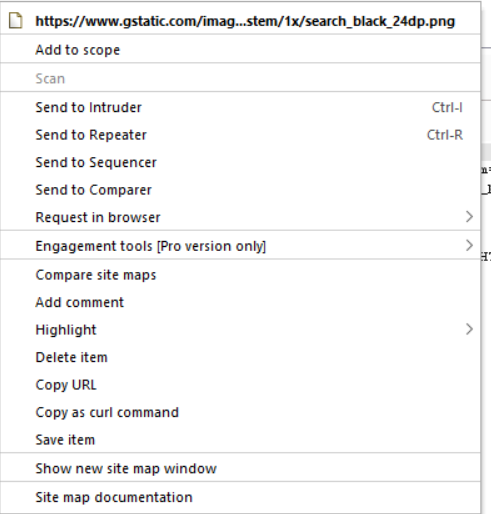 https://www.gstatic.com/imag...stem/1x/search_black_24dp.png
Add to scope
Scan
Send to Intruder Ctrl-I
Send to Repeater Ctrl-R
Send to Sequencer
Send to Comparer
Request in browser
Engagement tools [Pro version only]
Compare site maps
Add comment
Highlight
Delete item
Copy URL
Copy as curl command
Save item
Show new site map window
Site map documentation